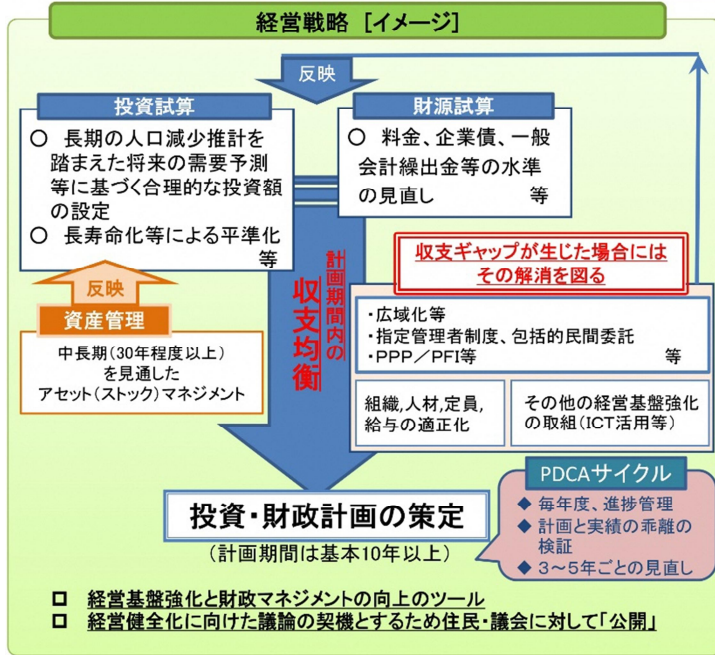 経営戦略 [イメージ]
反映
投資試算
○ 長期の人口減少推計を
踏まえた将来の需要予測
等に基づく合理的な投資額
の設定
○ 長寿命化等による平準化
等
財源試算
○ 料金、企業債、一般
会計繰出金等の水準
の見直し 等
反映
資産管理
中長期(30年程度以上)
を見通した
アセット(ストック)マネジメント
計画期間内の
収支均衡
収支ギャップが生じた場合には
その解消を図る
・広域化等
・指定管理者制度、包括的民間委託
・PPP/PFI等 等
組織,人材,定員,
給与の適正化
その他の経営基盤強化
の取組(ICT活用等)
投資・財政計画の策定
(計画期間は基本10年以上)
PDCAサイクル
◆ 毎年度、進捗管理
◆ 計画と実績の乖離の
検証
◆ 3~5年ごとの見直し
□ 経営基盤強化と財政マネジメントの向上のツール
□ 経営健全化に向けた議論の契機とするため住民・議会に対して「公開」